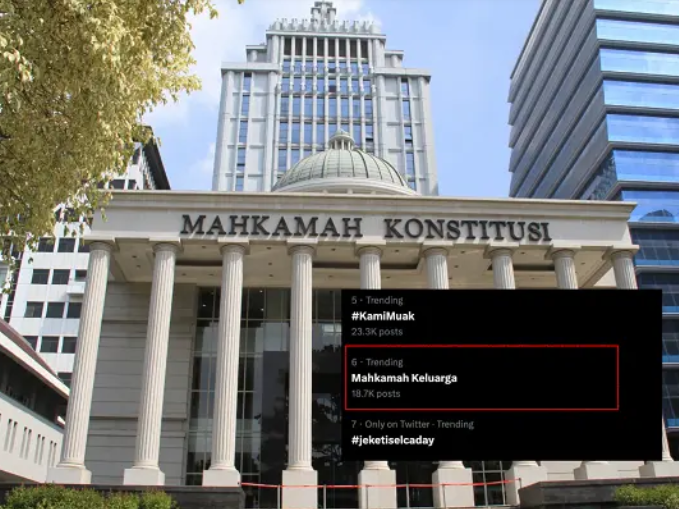 MAHKAMAH KONSTITUSI
5 · Trending
#KamiMuak
23.3K posts
6 · Trending
Mahkamah Keluarga
18.7K posts
7 · Only on Twitter · Trending
#jeketiselcaday